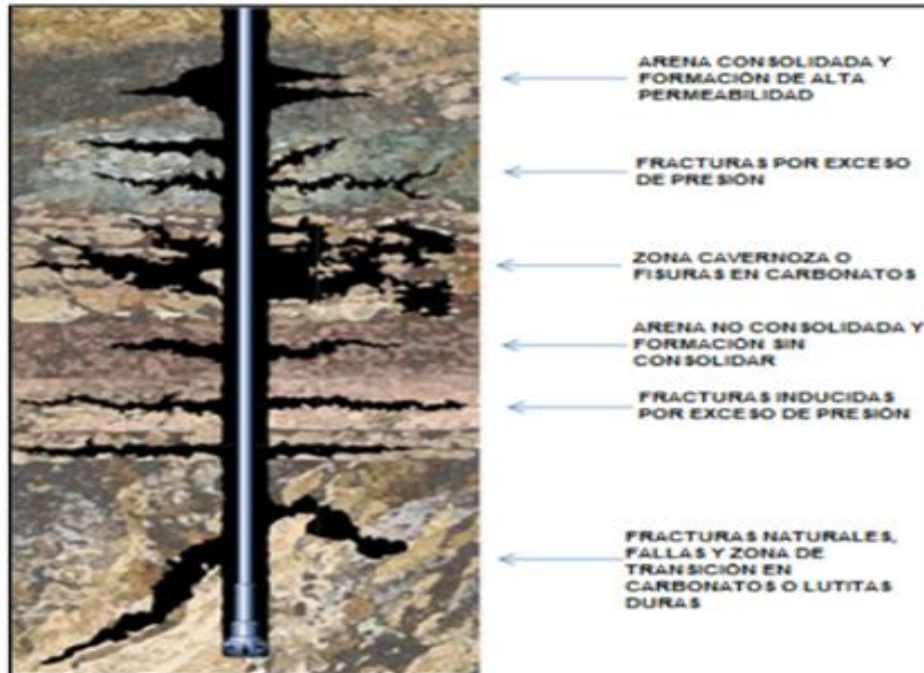 ARENA CONSOLIDADA Y
FORMACIÓN DE ALTA
PERMEABILIDAD
FRACTURAS POR EXCESO
DE PRESIÓN
ZONA CAVERNOZA O
FISURAS EN CARBONATOS
ARENA NO CONSOLIDADA Y
FORMACIÓN SIN
CONSOLIDAR
FRACTURAS INDUCIDAS
POR EXCESO DE PRESIÓN
FRACTURAS NATURALES,
FALLAS Y ZONA DE
TRANSICIÓN EN
CARBONATOS O LUTITAS
DURAS